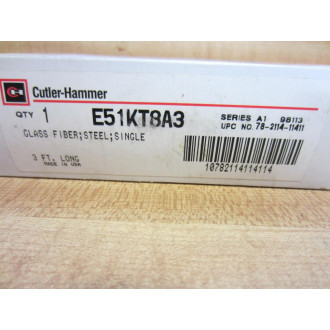 Cutler-Hammer
QTY 1 E51KT8A3 SERIES A1 98113
UPC NO. 78-2114-11411
GLASS FIBER;STEEL;SINGLE
3 FT. LONG
MADE IN USA
10782114114114